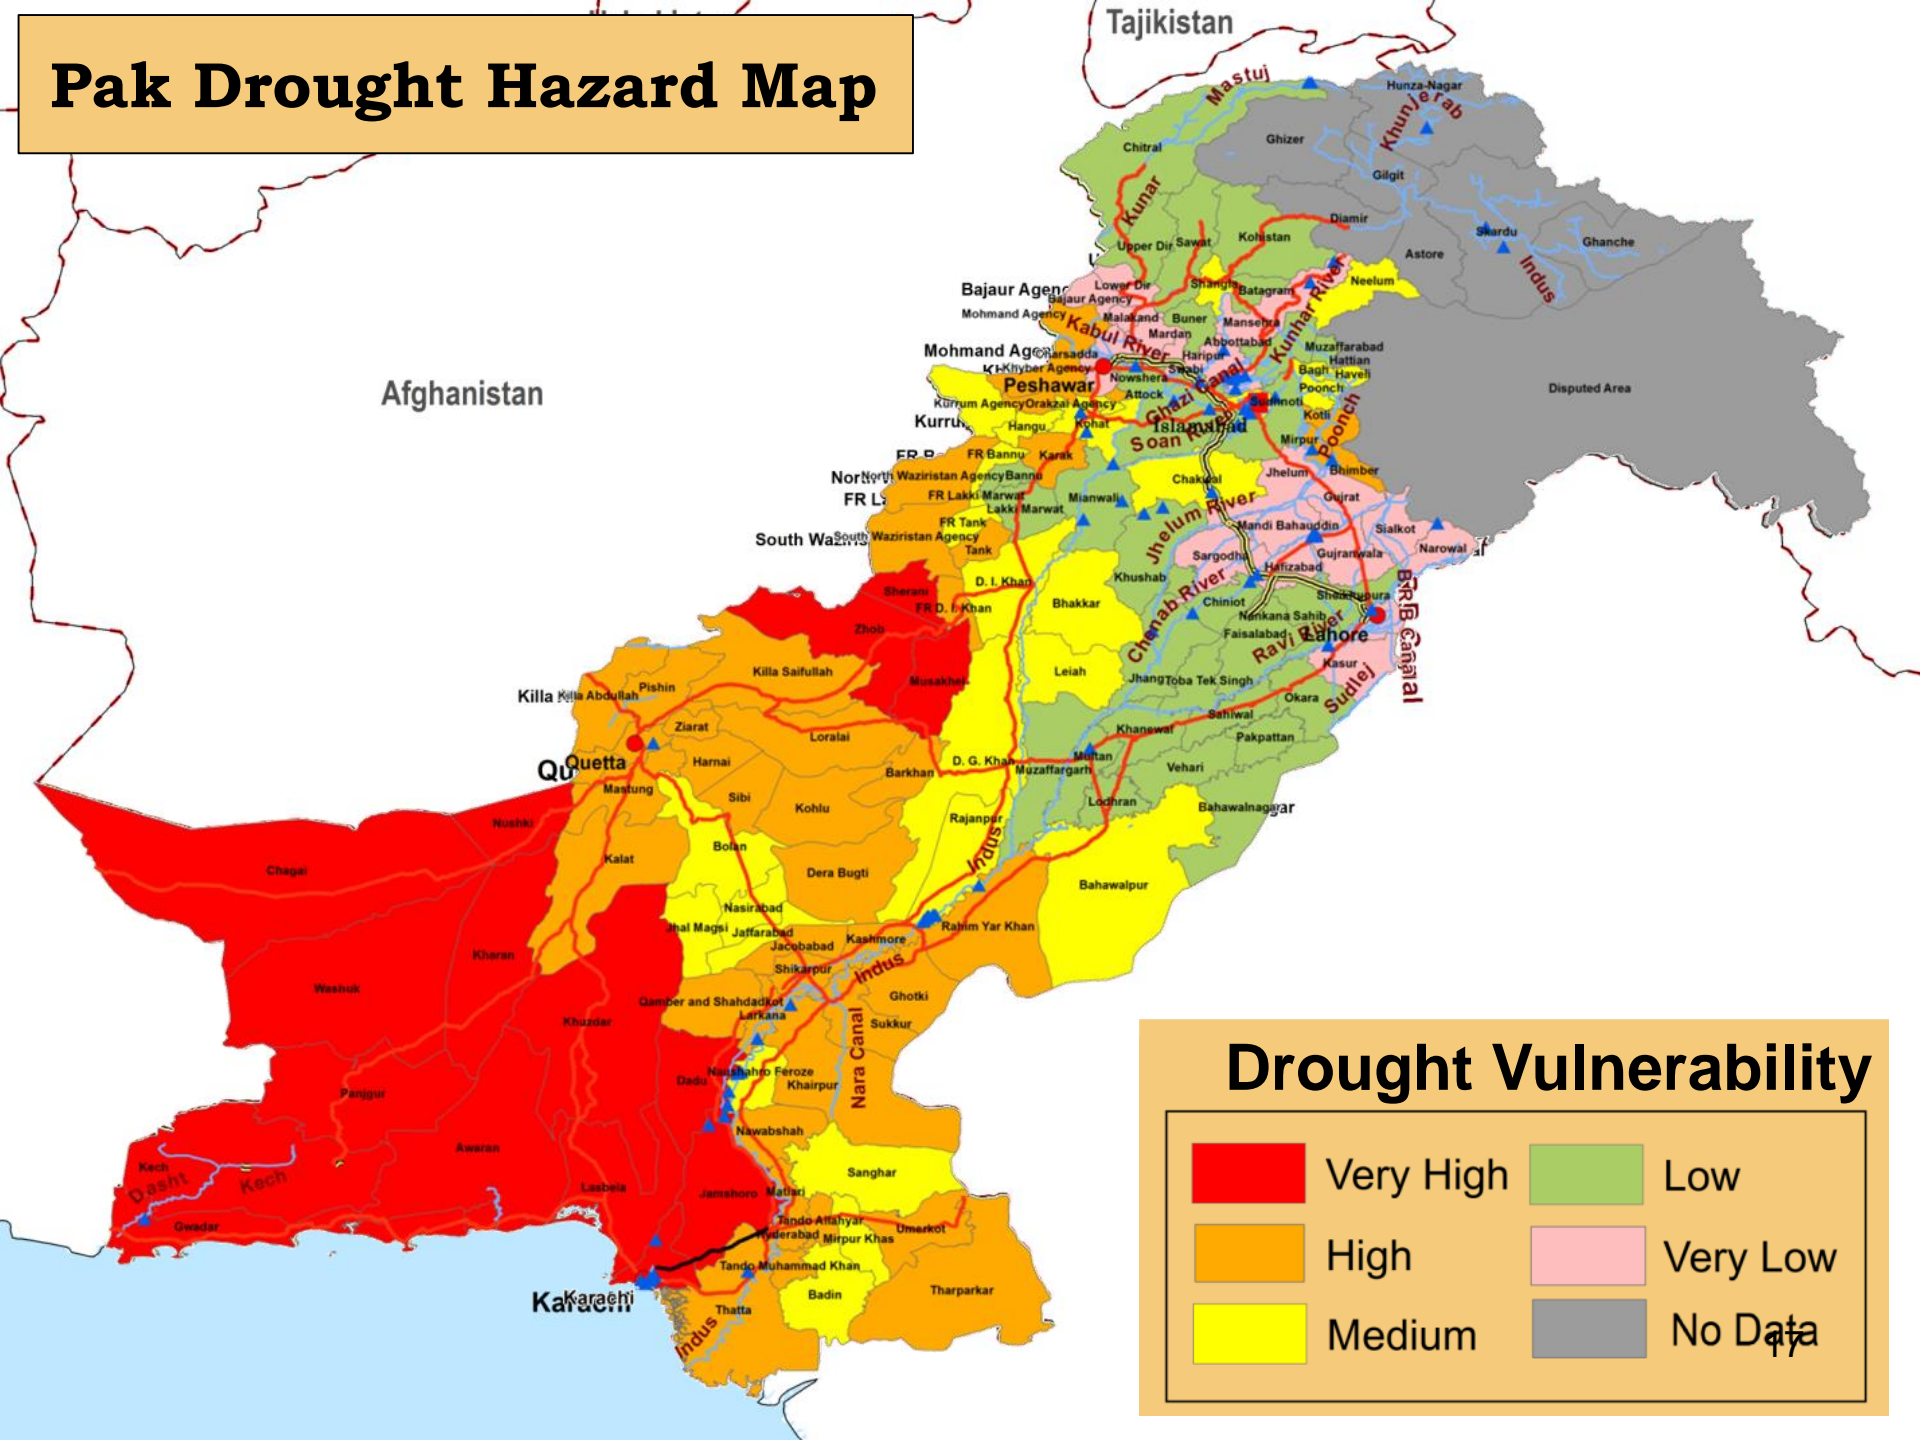 Pak Drought Hazard Map
Tajikistan
Afghanistan
Mastuj
Hunza-Nagar
Khunjerab
Ghizer
Chitral
Gilgit
Kunar
Diamir
Upper Dir
Sawat
Kohistan
Skardu
Ghanche
Astore
Indus
Bajaur Agency
Lower Dir
Shangla
Batagram
Neelum
Mohmand Agency
Malakand
Buner
Mansehra
Kunhar River
Kabul River
Mardan
Abbottabad
Muzaffarabad
Hattian
Charsadda
Haripur
Khyber Agency
Swabi
Bagh
Haveli
Peshawar
Nowshera
Poonch
Disputed Area
Attock
Ghazi Canal
Sudhnoti
Kurrum Agency
Orakzai Agency
Kotli
Poonch
Hangu
Kohat
Islamabad
Soan River
Mirpur
FR Bannu
Karak
North Waziristan Agency
Bannu
Chakwal
Jhelum
Bhimber
FR Lakki Marwat
Mianwali
Gujrat
Lakki Marwat
Jhelum River
FR Tank
Mandi Bahauddin
Sialkot
South Waziristan Agency
Tank
Sargodha
Gujranwala
Narowal
Hafizabad
D. I. Khan
Khushab
Sherani
FR D. I. Khan
Bhakkar
Chenab River
Chiniot
Sheikhupura
BRB Canal
Nankana Sahib
Zhob
Faisalabad
Ravi River
Lahore
Killa Saifullah
Leiah
Kasur
Musakhel
Jhang
Toba Tek Singh
Sudlej
Killa Abdullah
Pishin
Okara
Ziarat
Loralai
Khanewal
Sahiwal
Pakpattan
Quetta
Harnai
D. G. Khan
Multan
Muzaffargarh
Vehari
Barkhan
Mastung
Sibi
Kohlu
Lodhran
Bahawalnagar
Nushki
Rajanpur
Indus
Bolan
Kalat
Chagai
Dera Bugti
Bahawalpur
Nasirabad
Jhal Magsi
Jaffarabad
Rahim Yar Khan
Jacobabad
Kashmore
Kharan
Shikarpur
Indus
Washuk
Qamber and Shahdadkot
Ghotki
Larkana
Khuzdar
Sukkur
Nara Canal
Naushahro Feroze
Dadu
Khairpur
Panjgur
Nawabshah
Awaran
Kech
Dasht
Kech
Sanghar
Lasbela
Jamshoro
Matiari
Gwadar
Tando Allahyar
Hyderabad
Mirpur Khas
Umerkot
Tando Muhammad Khan
Badin
Tharparkar
Karachi
Thatta
Indus
Drought Vulnerability
Very High
Low
High
Very Low
Medium
No Data
17